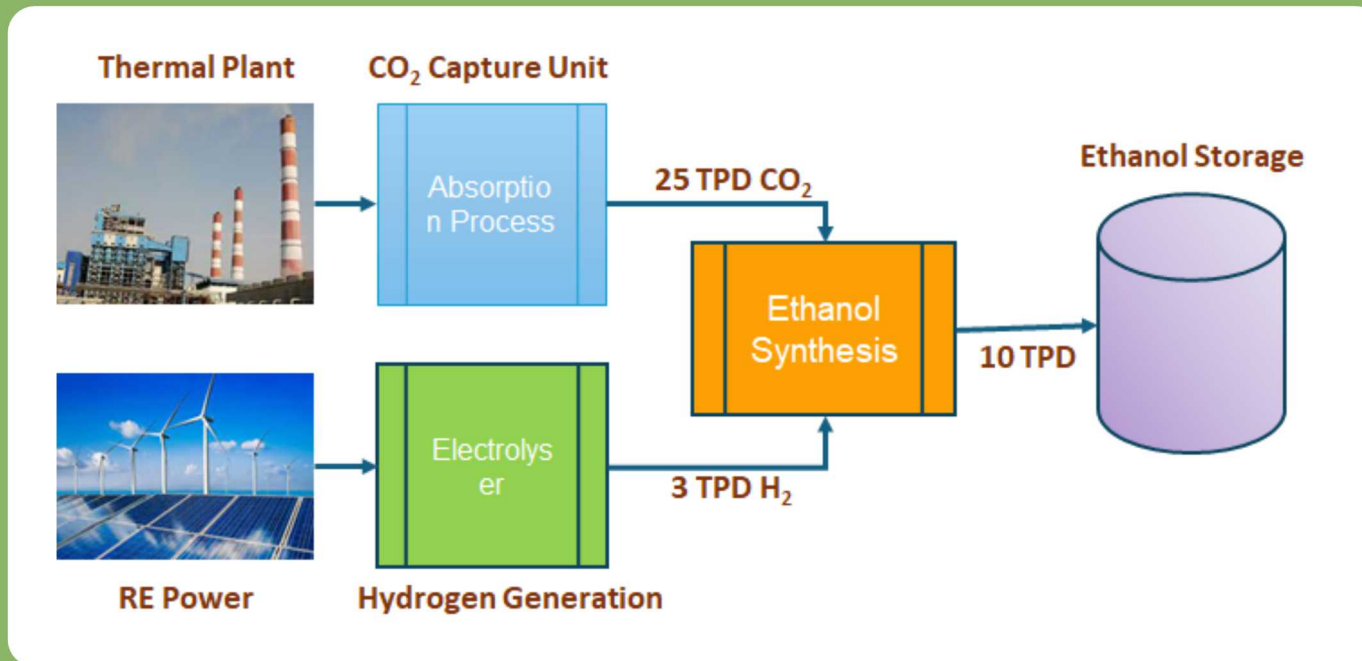 Thermal Plant
CO₂ Capture Unit
Absorptio
n Process
25 TPD CO₂
Ethanol Storage
Ethanol
Synthesis
10 TPD
Electrolys
er
3 TPD H₂
RE Power
Hydrogen Generation